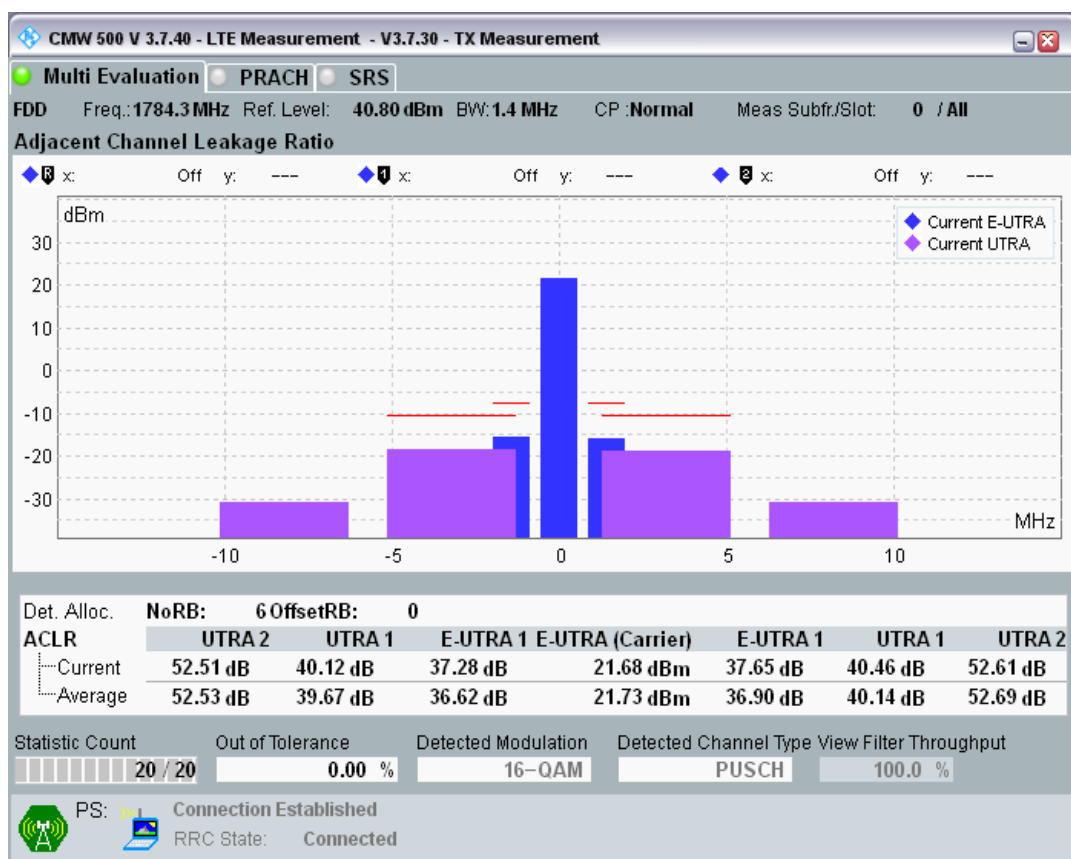 CMW 500 V 3.7.40 - LTE Measurement - V3.7.30 - TX Measurement
Multi Evaluation PRACH SRS
FDD Freq.: 1784.3 MHz Ref. Level: 40.80 dBm BW: 1.4 MHz CP :Normal Meas Subfr./Slot: 0 / All
Adjacent Channel Leakage Ratio
R x: Off y: --- 1 x: Off y: --- 2 x: Off y: ---
dBm
Current E-UTRA
Current UTRA
30
20
10
0
-10
-20
-30
MHz
-10 -5 0 5 10
Det. Alloc. NoRB: 6 OffsetRB: 0
ACLR UTRA 2 UTRA 1 E-UTRA 1 E-UTRA (Carrier) E-UTRA 1 UTRA 1 UTRA 2
Current 52.51 dB 40.12 dB 37.28 dB 21.68 dBm 37.65 dB 40.46 dB 52.61 dB
Average 52.53 dB 39.67 dB 36.62 dB 21.73 dBm 36.90 dB 40.14 dB 52.69 dB
Statistic Count Out of Tolerance Detected Modulation Detected Channel Type View Filter Throughput
20 / 20 0.00 % 16-QAM PUSCH 100.0 %
PS: Connection Established
RRC State: Connected